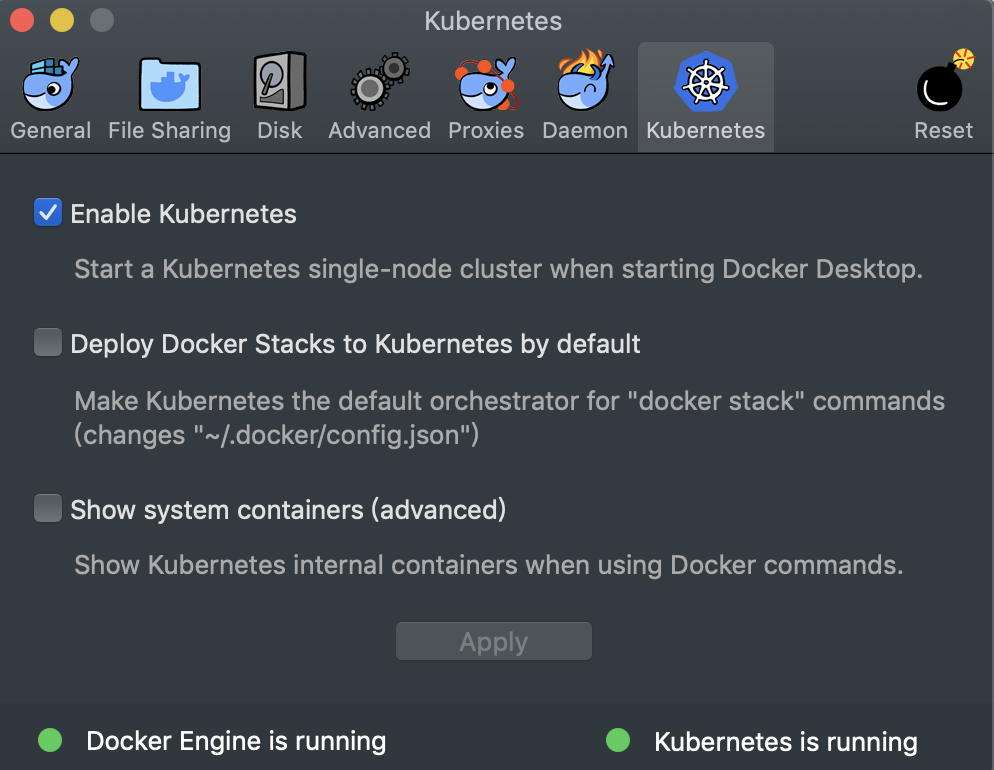 Kubernetes
General File Sharing Disk Advanced Proxies Daemon Kubernetes Reset
Enable Kubernetes
Start a Kubernetes single-node cluster when starting Docker Desktop.
Deploy Docker Stacks to Kubernetes by default
Make Kubernetes the default orchestrator for "docker stack" commands
(changes "~/.docker/config.json")
Show system containers (advanced)
Show Kubernetes internal containers when using Docker commands.
Apply
Docker Engine is running Kubernetes is running